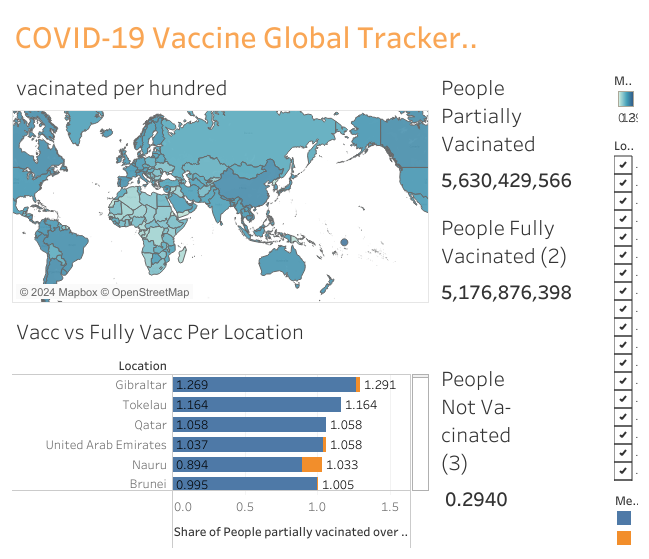 COVID-19 Vaccine Global Tracker..
vacinated per hundred
© 2024 Mapbox © OpenStreetMap
People
Partially
Vacinated
5,630,429,566
People Fully
Vacinated (2)
5,176,876,398
M..
Lo..
Vacc vs Fully Vacc Per Location
Location
Gibraltar 1.269 1.291
Tokelau 1.164 1.164
Qatar 1.058 1.058
United Arab Emirates 1.037 1.058
Nauru 0.894 1.033
Brunei 0.995 1.005
0.0 0.5 1.0 1.5
Share of People partially vacinated over ..
People
Not Va-
cinated
(3)
0.2940
Me..